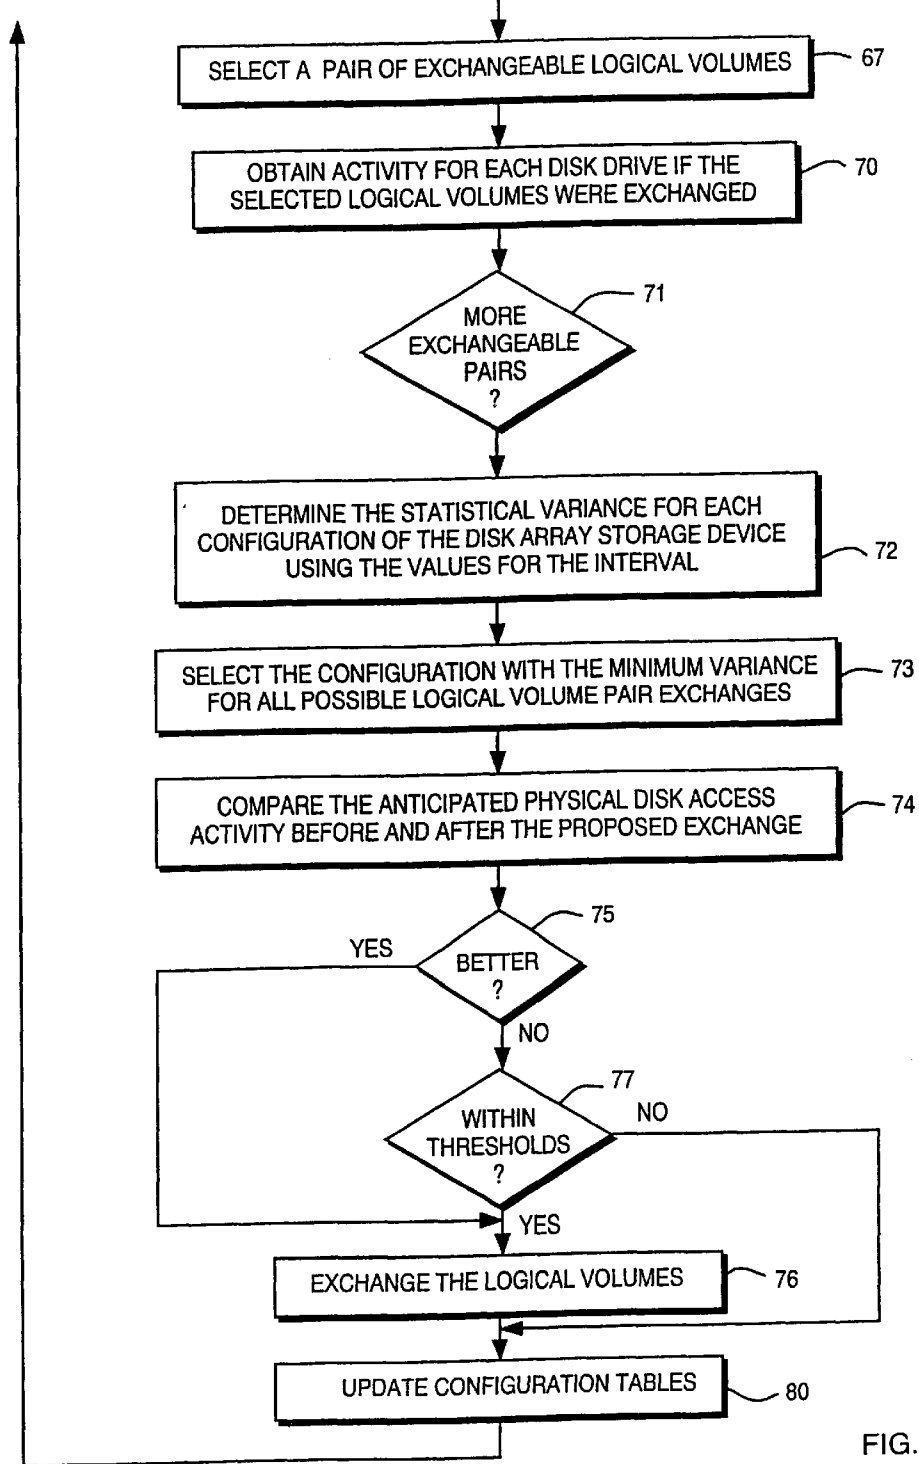 SELECT A PAIR OF EXCHANGEABLE LOGICAL VOLUMES
67
OBTAIN ACTIVITY FOR EACH DISK DRIVE IF THE
SELECTED LOGICAL VOLUMES WERE EXCHANGED
70
71
MORE
EXCHANGEABLE
PAIRS
?
DETERMINE THE STATISTICAL VARIANCE FOR EACH
CONFIGURATION OF THE DISK ARRAY STORAGE DEVICE
USING THE VALUES FOR THE INTERVAL
72
SELECT THE CONFIGURATION WITH THE MINIMUM VARIANCE
FOR ALL POSSIBLE LOGICAL VOLUME PAIR EXCHANGES
73
COMPARE THE ANTICIPATED PHYSICAL DISK ACCESS
ACTIVITY BEFORE AND AFTER THE PROPOSED EXCHANGE
74
75
YES
BETTER
?
NO
77
WITHIN
THRESHOLDS
?
NO
YES
EXCHANGE THE LOGICAL VOLUMES
76
UPDATE CONFIGURATION TABLES
80
FIG.